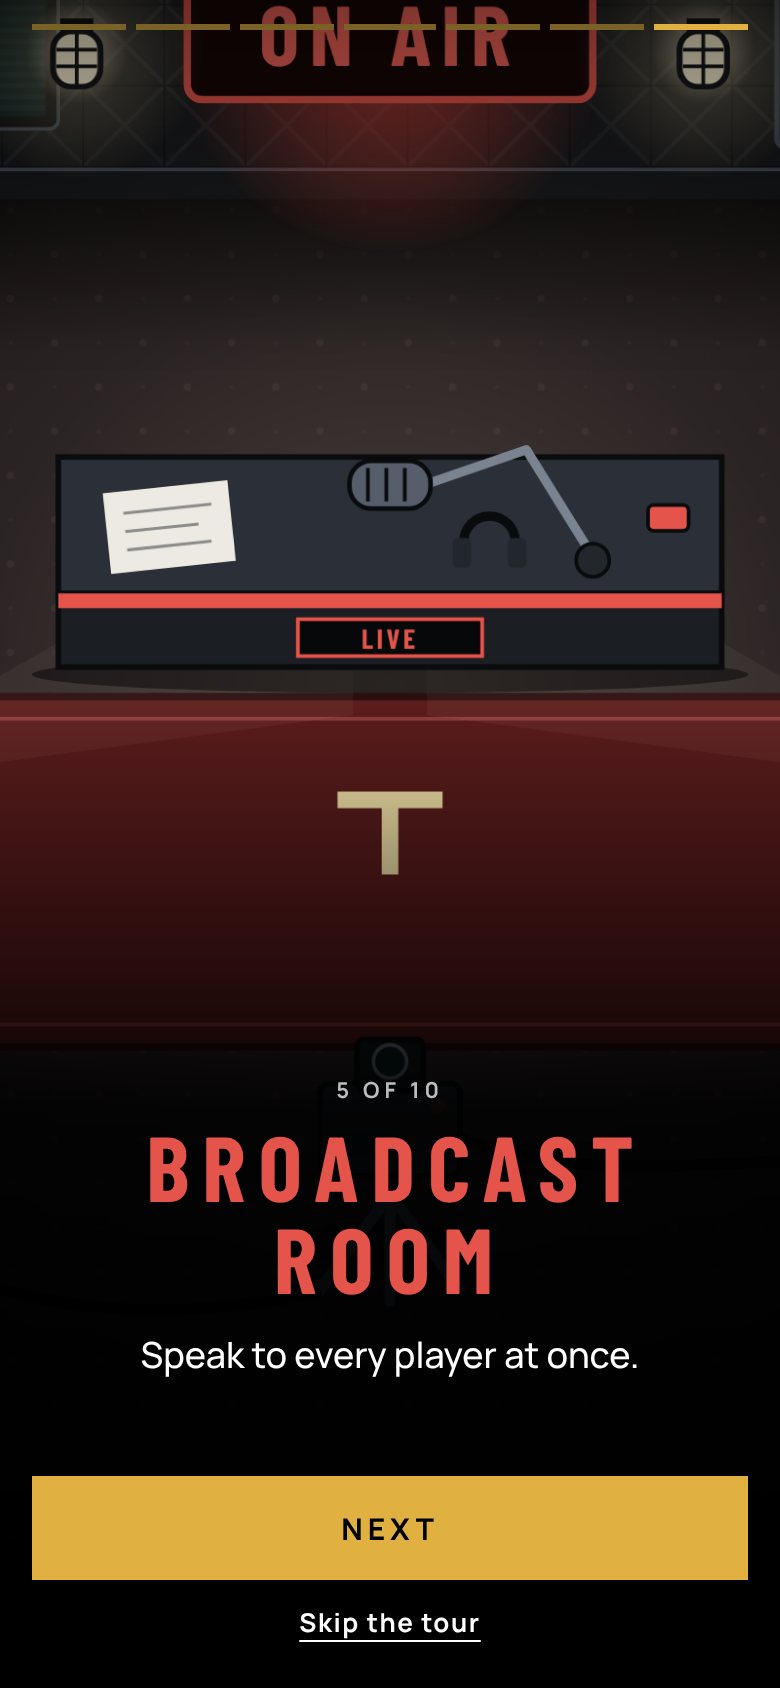 ON AIR
LIVE
T
5 OF 10
BROADCAST
ROOM
Speak to every player at once.
NEXT
Skip the tour